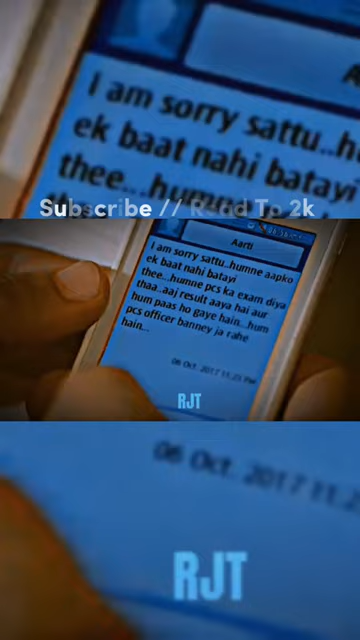 I am sorry sattu..h
ek baat nahi batayi
thee...humne
Subscribe // Road To 2k
Aarti
I am sorry sattu..humne aapko
ek baat nahi batayi
thee...humne pcs ka exam diya
thaa..aaj result aaya hai aur
hum paas ho gaye hain...hum
pcs officer banney ja rahe
hain...
06 Oct. 2017 11.23 PM
RJT
06 Oct. 2017 11.2
RJT